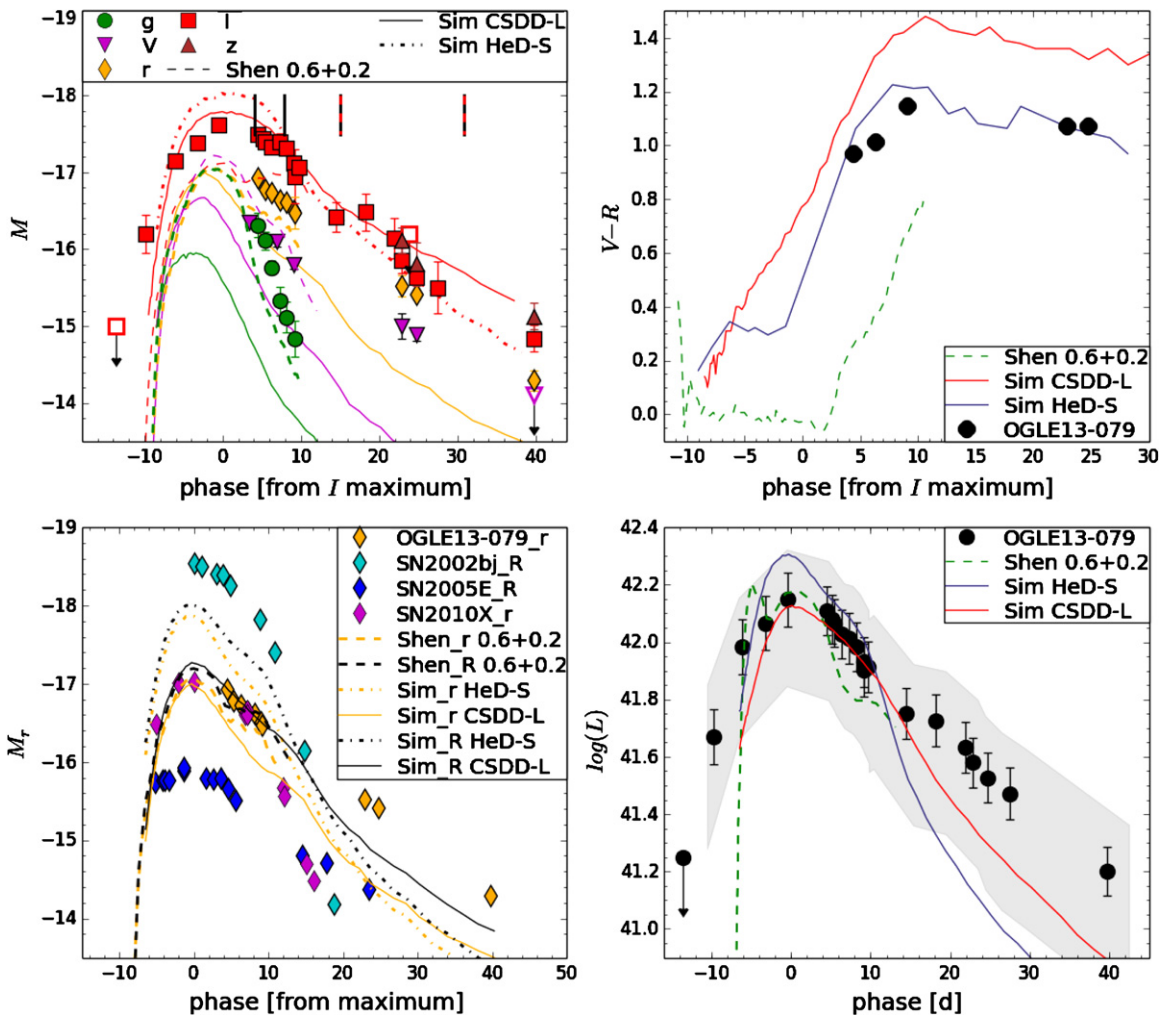 -19
g
I
Sim CSDD-L
V
z
Sim HeD-S
r
Shen 0.6+0.2
-18
-17
-16
-15
-14
M
-10 0 10 20 30 40
phase [from I maximum]
1.4
1.2
1.0
0.8
0.6
0.4
0.2
0.0
V-R
Shen 0.6+0.2
Sim CSDD-L
Sim HeD-S
OGLE13-079
-10 -5 0 5 10 15 20 25 30
phase [from I maximum]
-19
-18
-17
-16
-15
-14
M_r
OGLE13-079_r
SN2002bj_R
SN2005E_R
SN2010X_r
Shen_r 0.6+0.2
Shen_R 0.6+0.2
Sim_r HeD-S
Sim_r CSDD-L
Sim_R HeD-S
Sim_R CSDD-L
-10 0 10 20 30 40 50
phase [from maximum]
42.4
42.2
42.0
41.8
41.6
41.4
41.2
41.0
log(L)
OGLE13-079
Shen 0.6+0.2
Sim HeD-S
Sim CSDD-L
-10 0 10 20 30 40
phase [d]